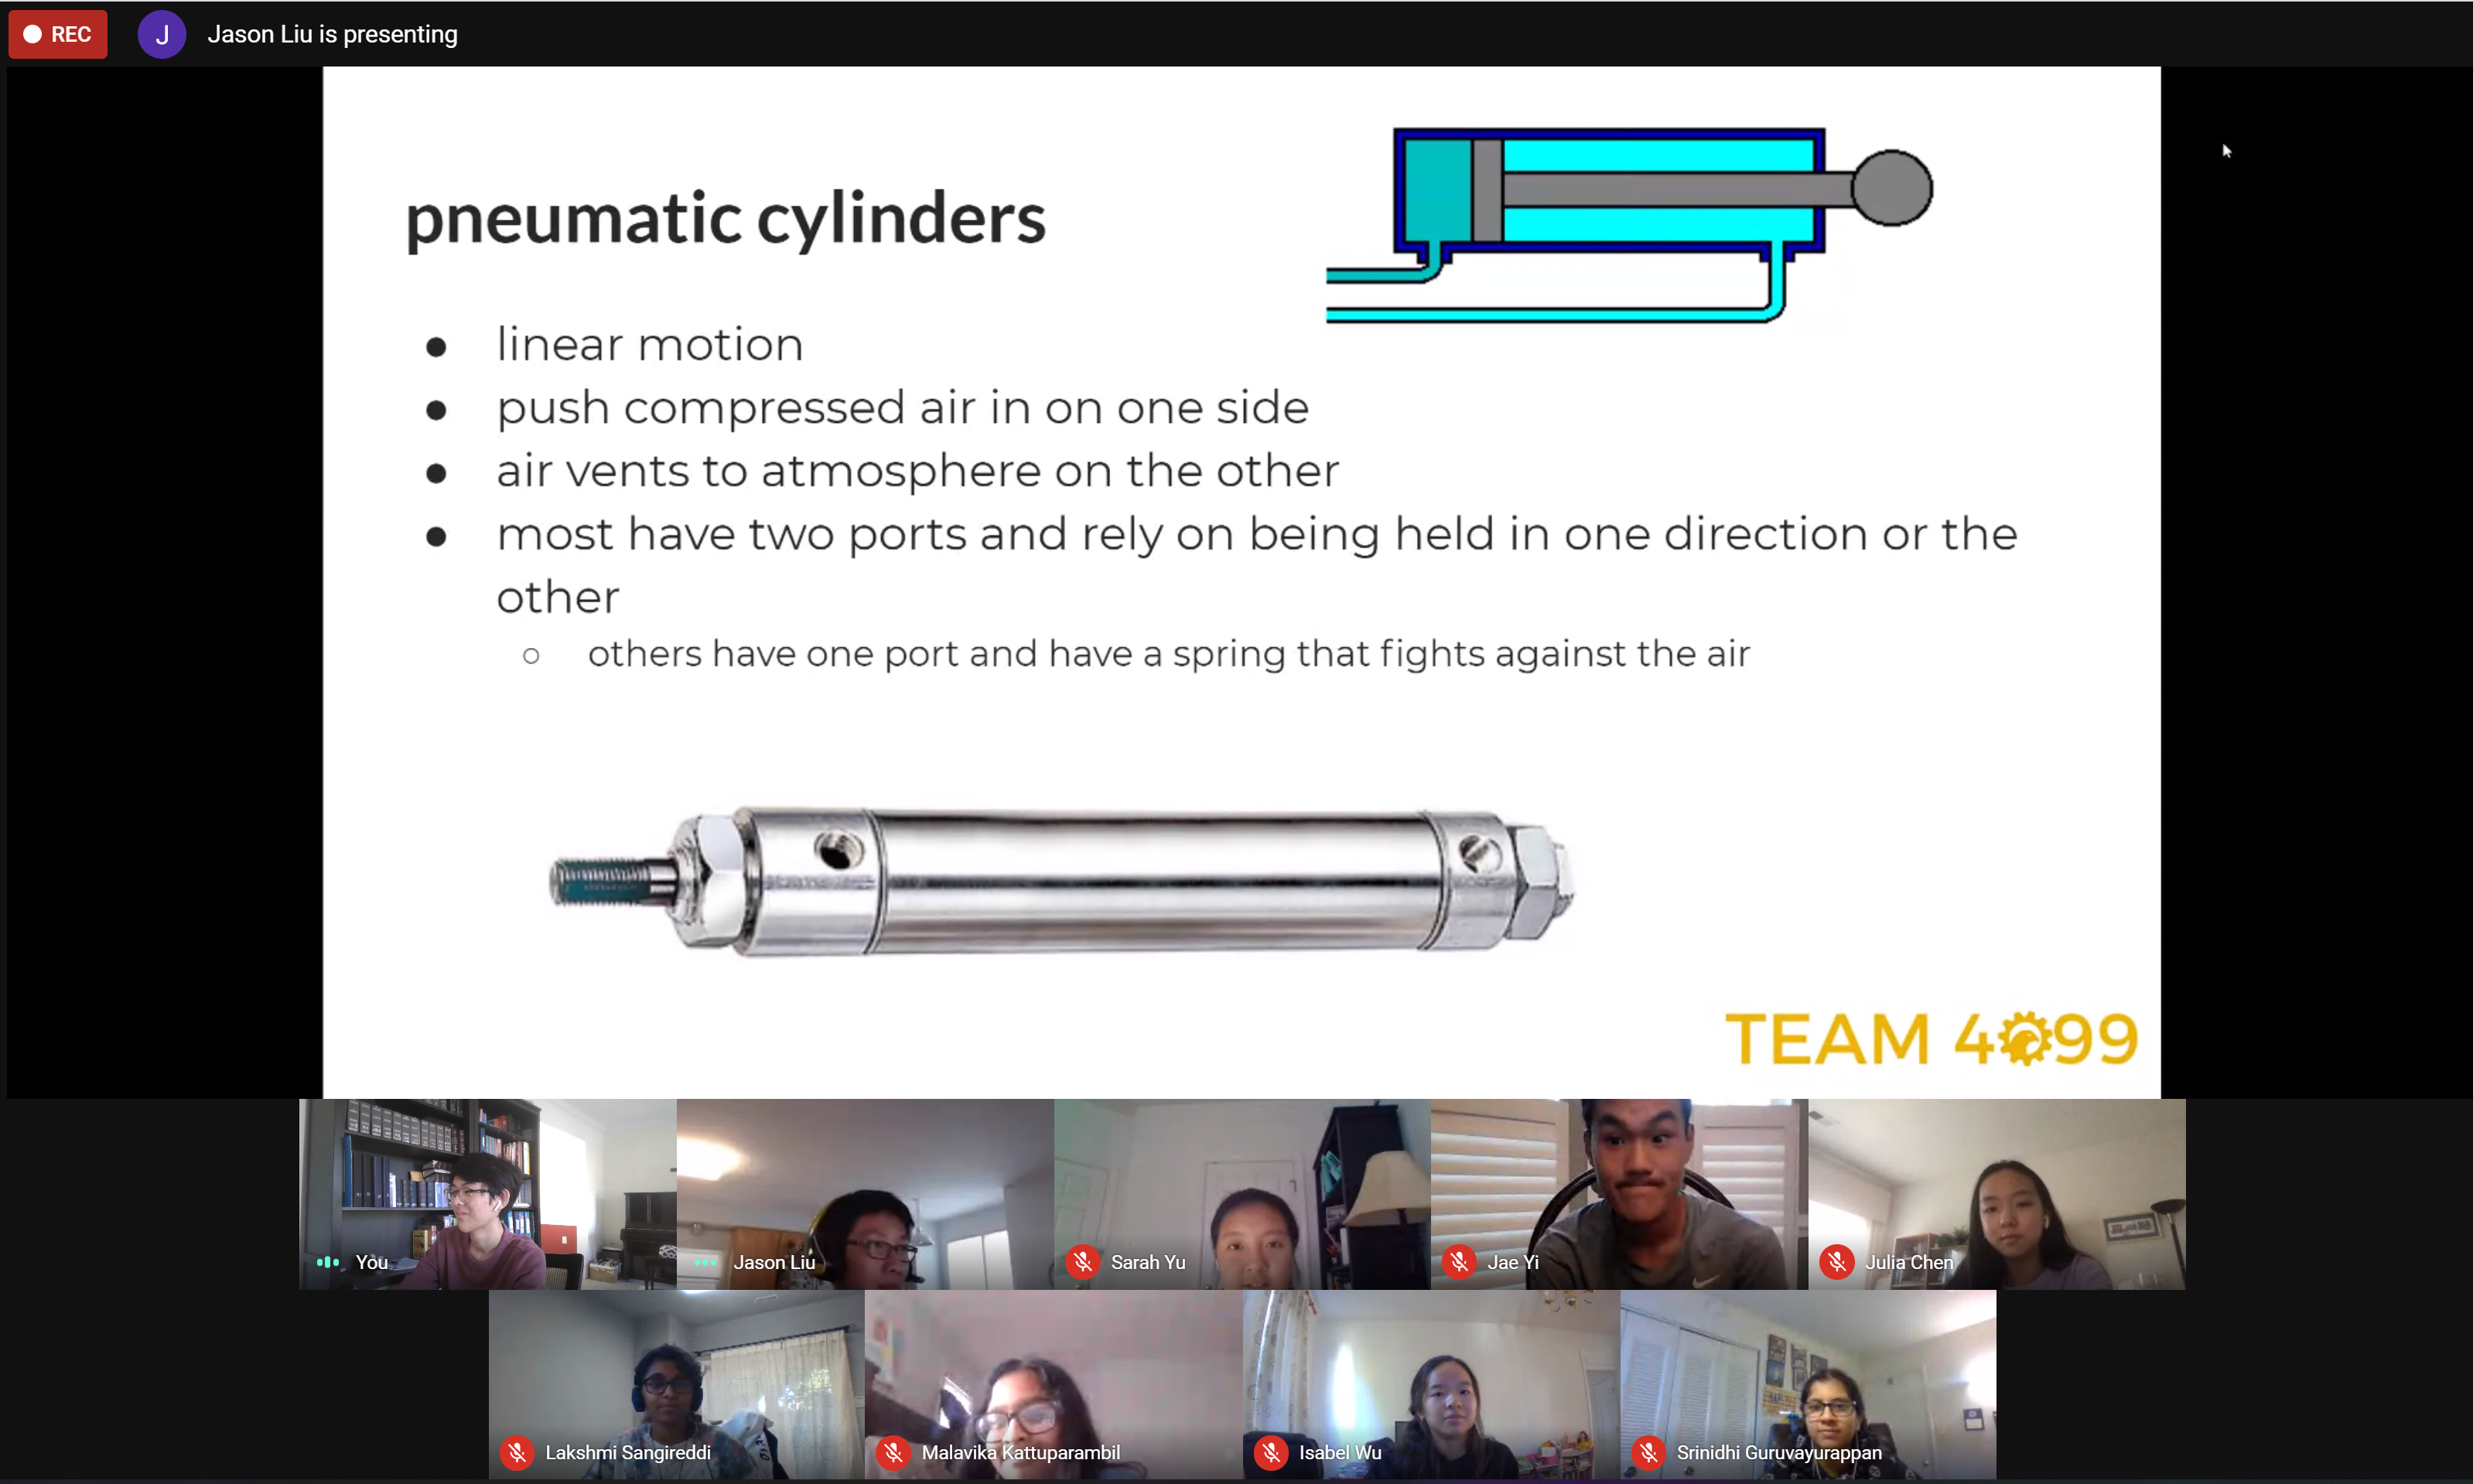 REC
J
Jason Liu is presenting
pneumatic cylinders
linear motion
push compressed air in on one side
air vents to atmosphere on the other
most have two ports and rely on being held in one direction or the
other
others have one port and have a spring that fights against the air
TEAM 4099
You
Jason Liu
Sarah Yu
Jae Yi
Julia Chen
Lakshmi Sangireddi
Malavika Kattuparambil
Isabel Wu
Srinidhi Guruvayurappan